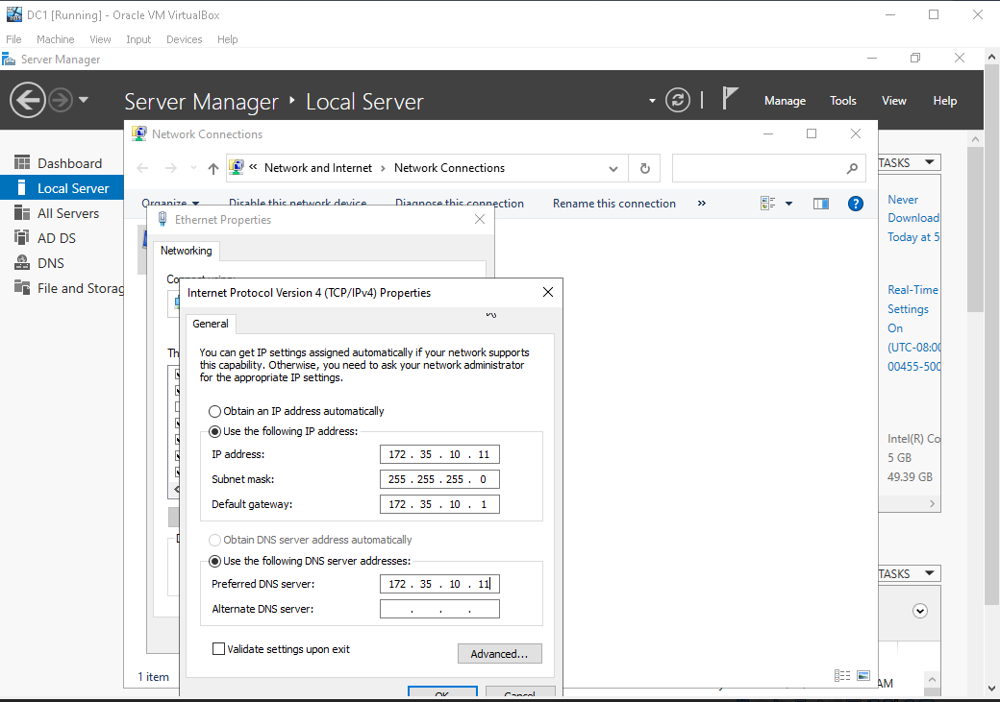 DC1 [Running] - Oracle VM VirtualBox
File Machine View Input Devices Help
Server Manager
Server Manager ‣ Local Server
Manage Tools View Help
Dashboard
Local Server
All Servers
AD DS
DNS
File and Storag
Network Connections
« Network and Internet › Network Connections
Organize Disable this network device Diagnose this connection Rename this connection »
Ethernet Properties
Networking
Connect using:
Th
Internet Protocol Version 4 (TCP/IPv4) Properties
General
You can get IP settings assigned automatically if your network supports
this capability. Otherwise, you need to ask your network administrator
for the appropriate IP settings.
Obtain an IP address automatically
Use the following IP address:
IP address: 172 . 35 . 10 . 11
Subnet mask: 255 . 255 . 255 . 0
Default gateway: 172 . 35 . 10 . 1
Obtain DNS server address automatically
Use the following DNS server addresses:
Preferred DNS server: 172 . 35 . 10 . 11
Alternate DNS server: . . .
Validate settings upon exit
Advanced...
OK Cancel
1 item
TASKS
Never
Download
Today at 5
Real-Time
Settings
On
(UTC-08:00
00455-500
Intel(R) Co
5 GB
49.39 GB
TASKS
AM